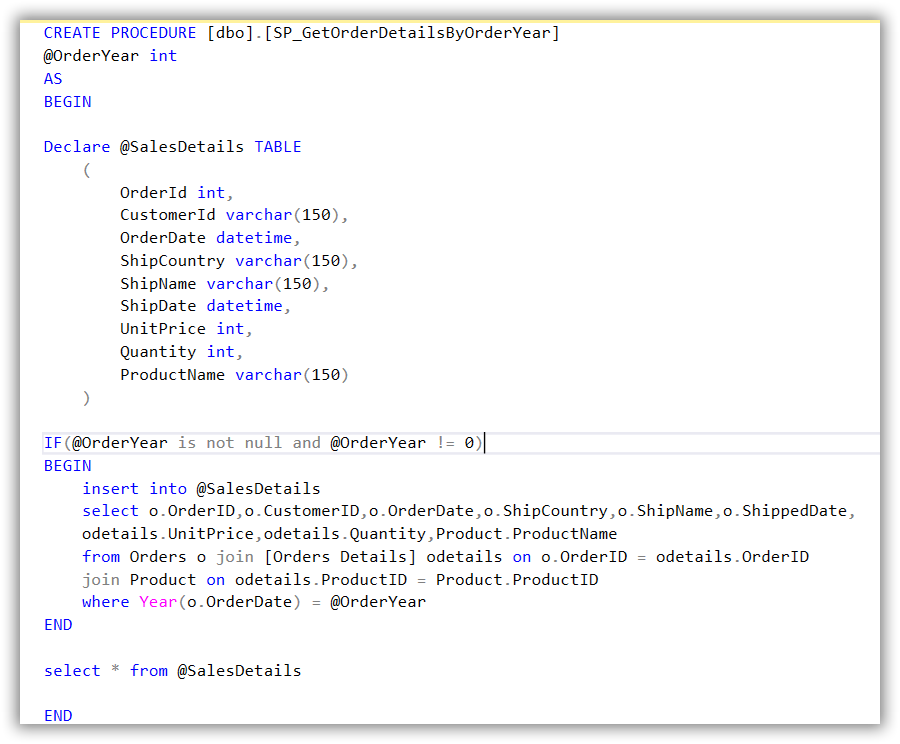 CREATE PROCEDURE [dbo].[SP_GetOrderDetailsByOrderYear]
@OrderYear int
AS
BEGIN
Declare @SalesDetails TABLE
(
OrderId int,
CustomerId varchar(150),
OrderDate datetime,
ShipCountry varchar(150),
ShipName varchar(150),
ShipDate datetime,
UnitPrice int,
Quantity int,
ProductName varchar(150)
)
IF(@OrderYear is not null and @OrderYear != 0)
BEGIN
insert into @SalesDetails
select o.OrderID,o.CustomerID,o.OrderDate,o.ShipCountry,o.ShipName,o.ShippedDate,
odetails.UnitPrice,odetails.Quantity,Product.ProductName
from Orders o join [Orders Details] odetails on o.OrderID = odetails.OrderID
join Product on odetails.ProductID = Product.ProductID
where Year(o.OrderDate) = @OrderYear
END
select * from @SalesDetails
END